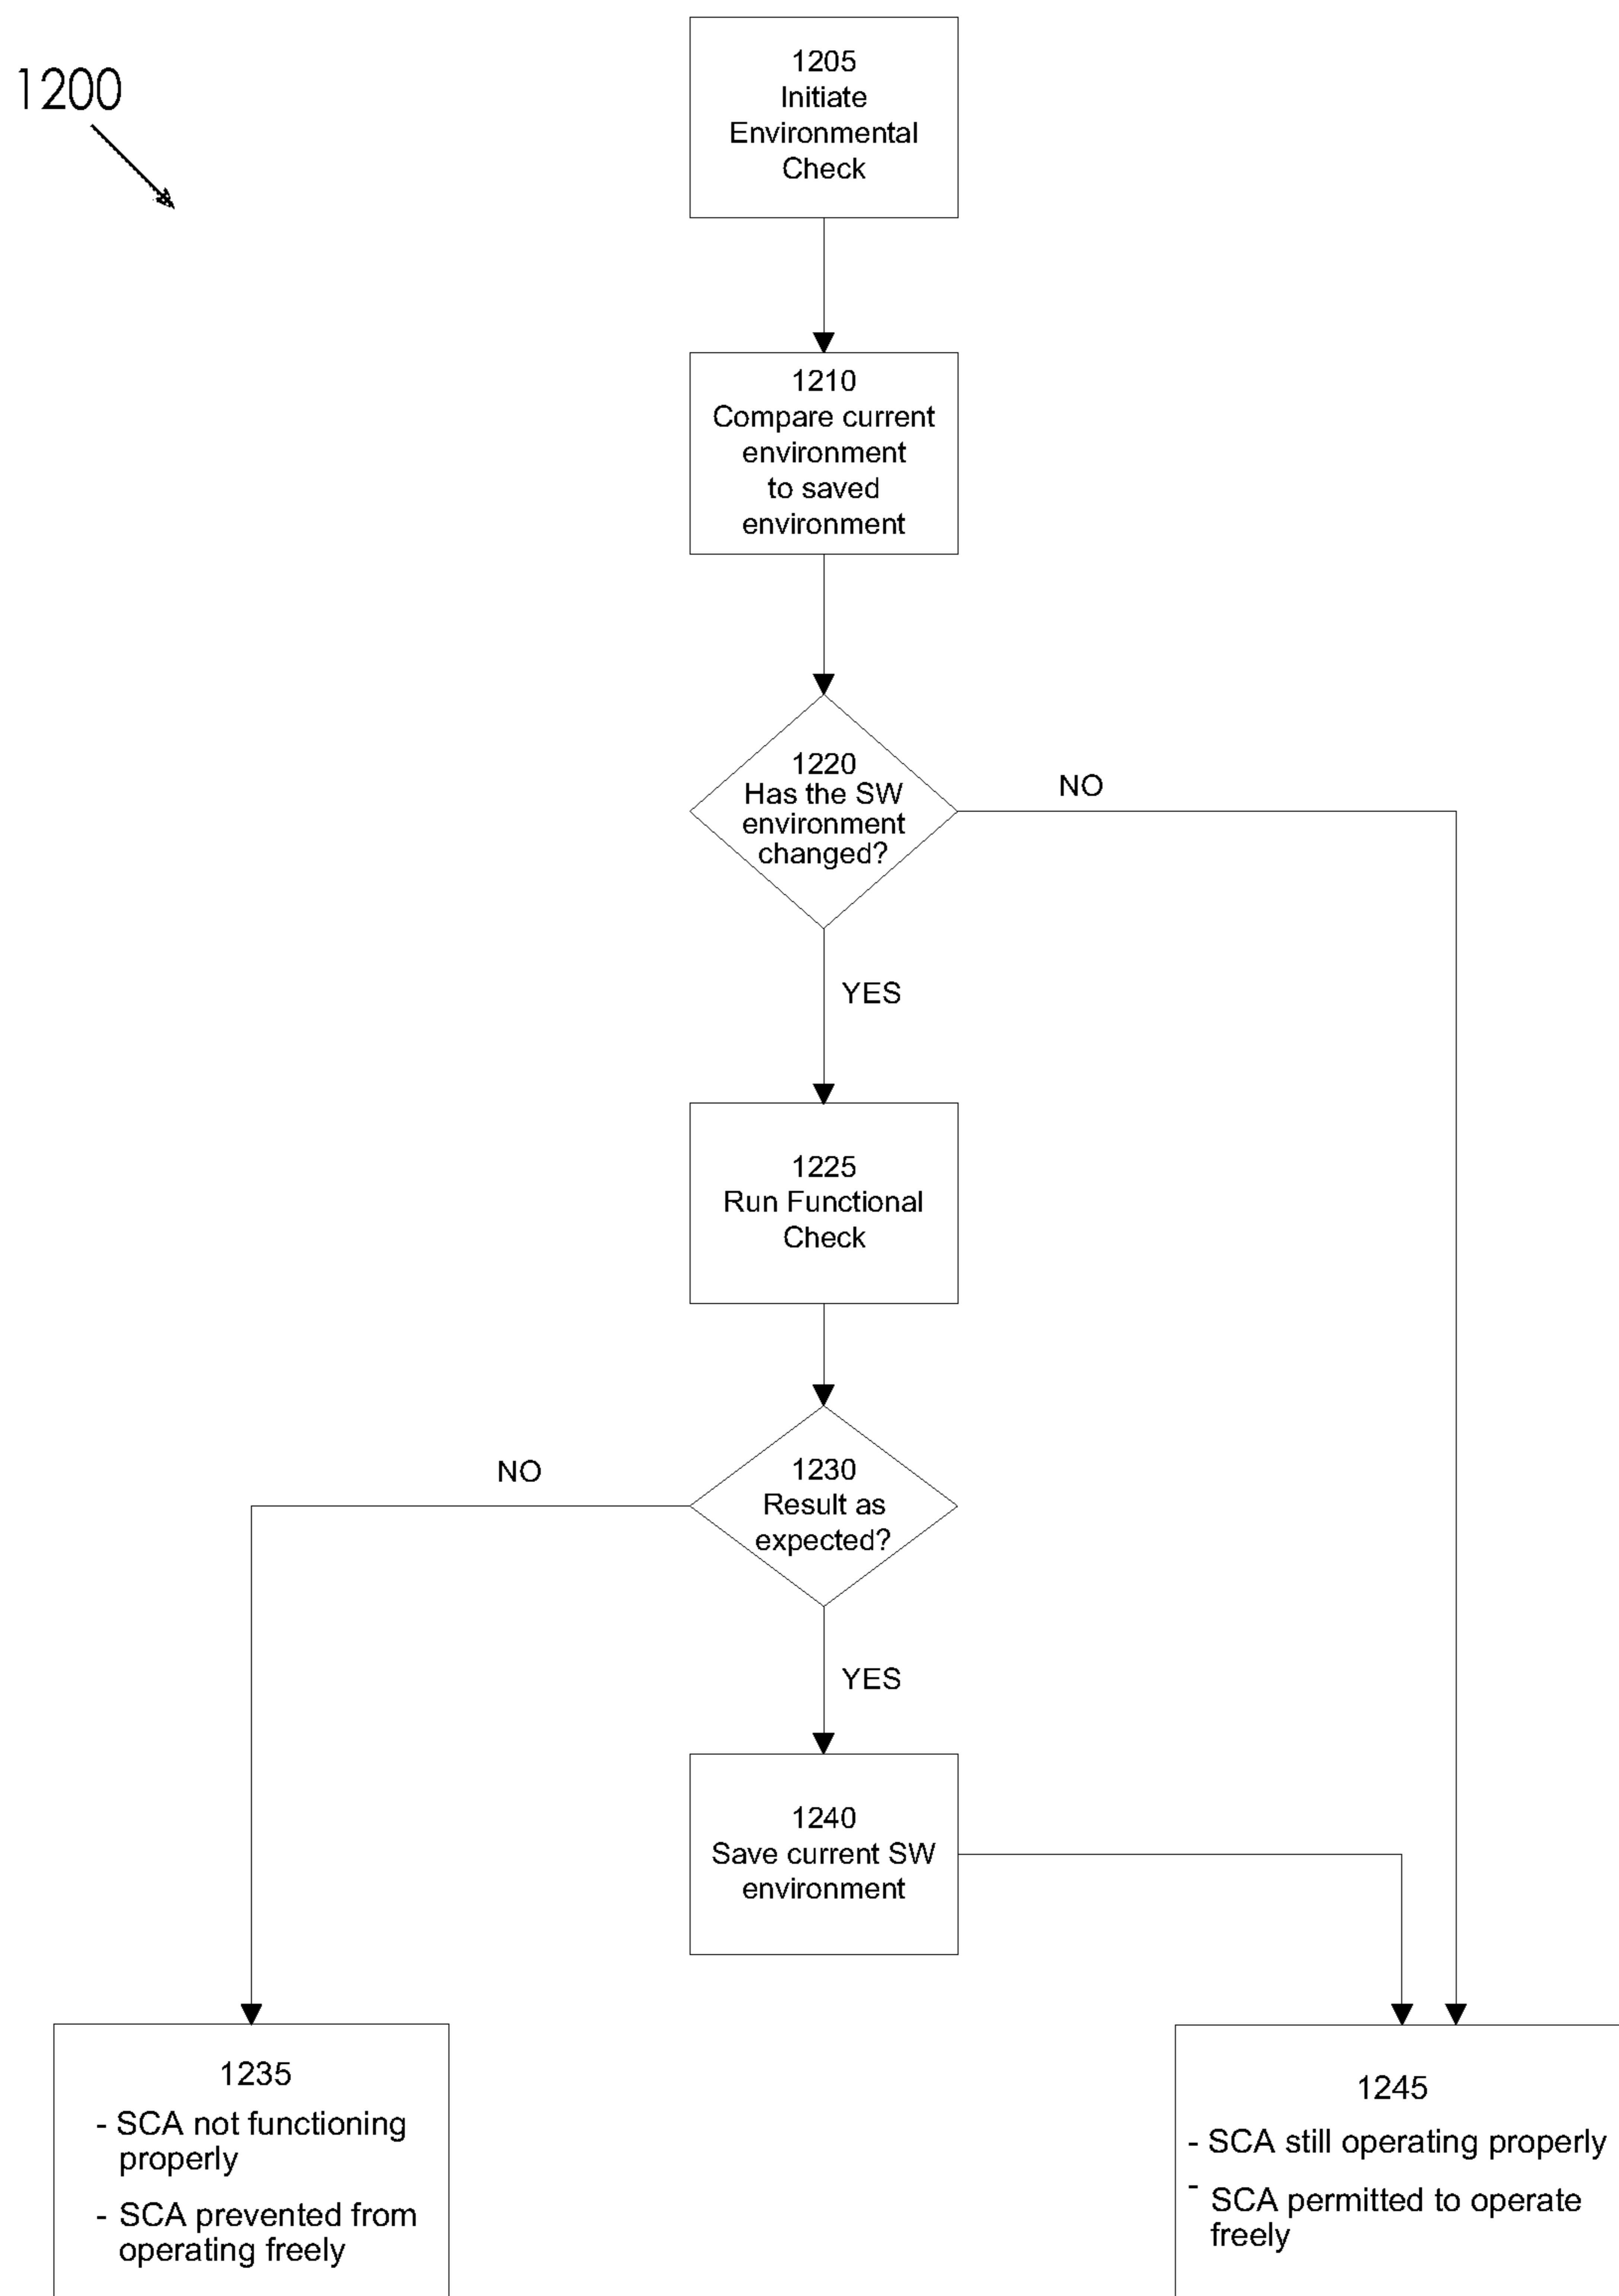 1200
1205
Initiate
Environmental
Check
1210
Compare current
environment
to saved
environment
1220
Has the SW
environment
changed?
NO
YES
1225
Run Functional
Check
1230
Result as
expected?
NO
YES
1240
Save current SW
environment
1235
- SCA not functioning
properly
- SCA prevented from
operating freely
1245
- SCA still operating properly
- SCA permitted to operate
freely